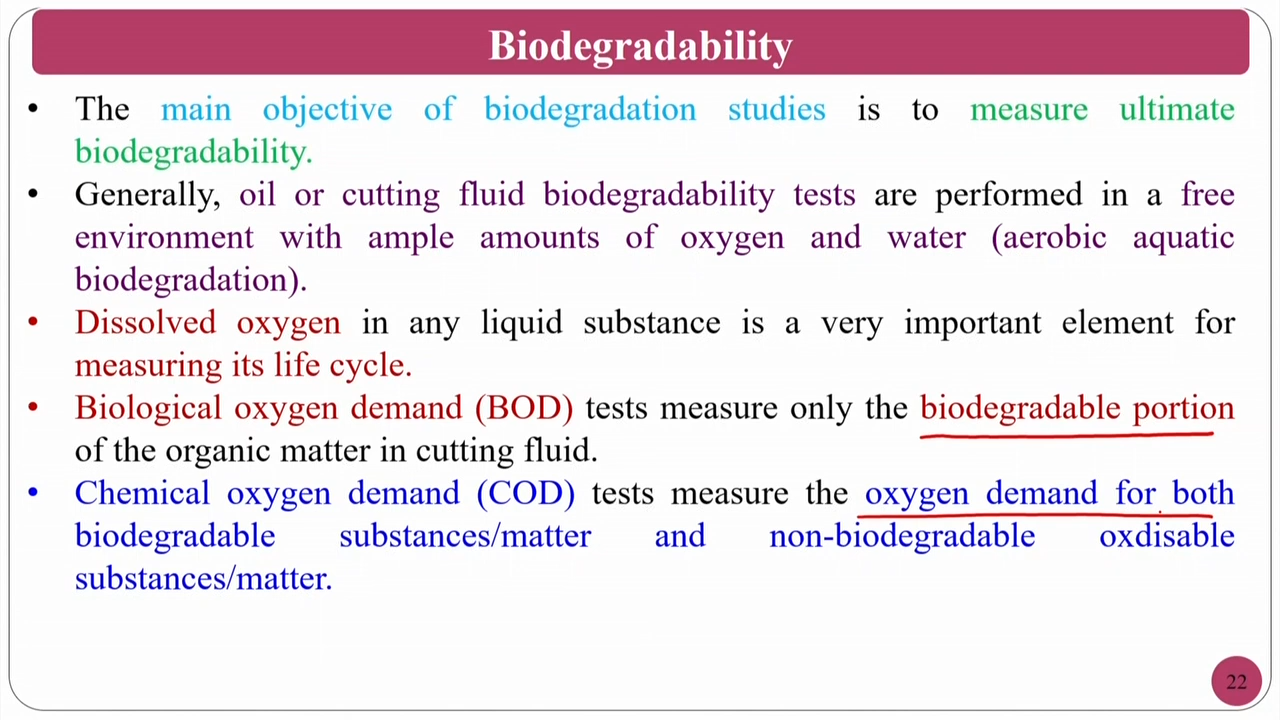 Biodegradability
• The main objective of biodegradation studies is to measure ultimate
biodegradability.
• Generally, oil or cutting fluid biodegradability tests are performed in a free
environment with ample amounts of oxygen and water (aerobic aquatic
biodegradation).
• Dissolved oxygen in any liquid substance is a very important element for
measuring its life cycle.
• Biological oxygen demand (BOD) tests measure only the biodegradable portion
of the organic matter in cutting fluid.
• Chemical oxygen demand (COD) tests measure the oxygen demand for both
biodegradable substances/matter and non-biodegradable oxdisable
substances/matter.
22